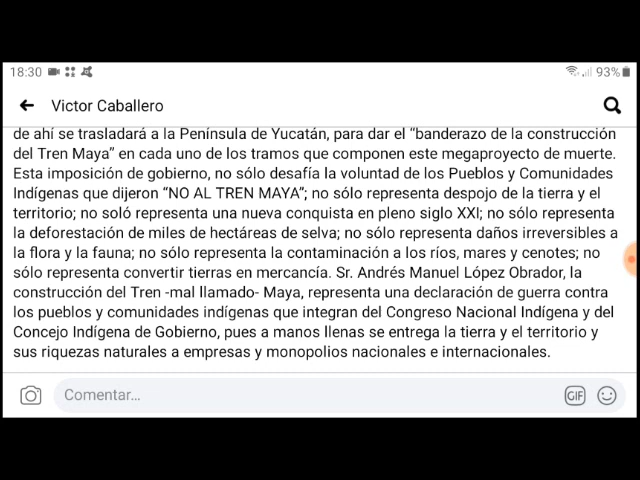 18:30 93%
Victor Caballero
de ahí se trasladará a la Península de Yucatán, para dar el “banderazo de la construcción
del Tren Maya” en cada uno de los tramos que componen este megaproyecto de muerte.
Esta imposición de gobierno, no sólo desafía la voluntad de los Pueblos y Comunidades
Indígenas que dijeron “NO AL TREN MAYA”; no sólo representa despojo de la tierra y el
territorio; no soló representa una nueva conquista en pleno siglo XXI; no sólo representa
la deforestación de miles de hectáreas de selva; no sólo representa daños irreversibles a
la flora y la fauna; no sólo representa la contaminación a los ríos, mares y cenotes; no
sólo representa convertir tierras en mercancía. Sr. Andrés Manuel López Obrador, la
construcción del Tren -mal llamado- Maya, representa una declaración de guerra contra
los pueblos y comunidades indígenas que integran del Congreso Nacional Indígena y del
Concejo Indígena de Gobierno, pues a manos llenas se entrega la tierra y el territorio y
sus riquezas naturales a empresas y monopolios nacionales e internacionales.
Comentar... GIF